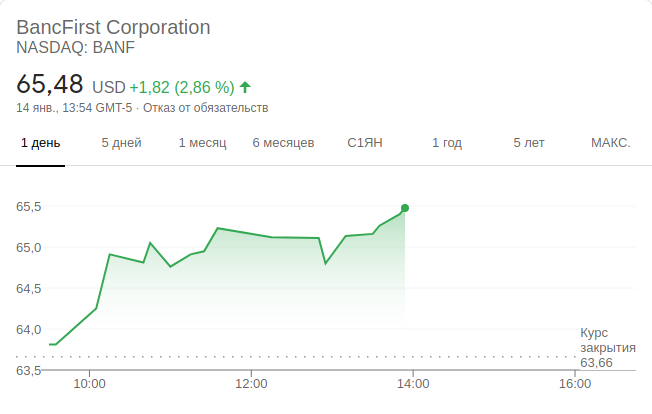 BancFirst Corporation
NASDAQ: BANF
65,48 USD +1,82 (2,86 %)
14 янв., 13:54 GMT-5 · Отказ от обязательств
1 день 5 дней 1 месяц 6 месяцев С1ЯН 1 год 5 лет МАКС.
65,5
65,0
64,5
64,0
63,5
Курс
закрытия
63,66
10:00 12:00 14:00 16:00